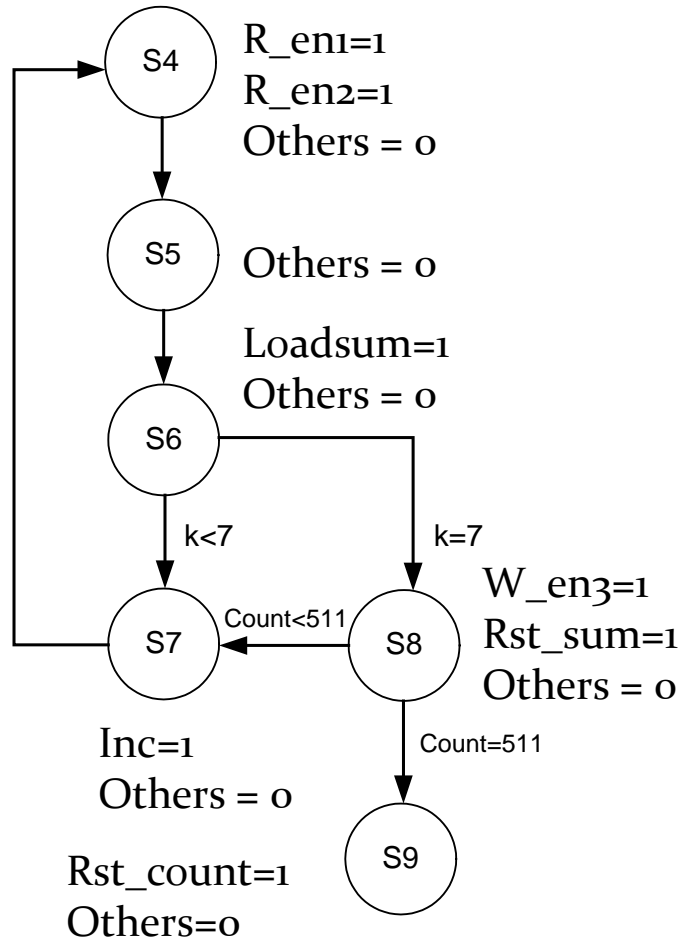 S4
R_en1=1
R_en2=1
Others = 0
S5
Others = 0
Loadsum=1
Others = 0
S6
k<7
k=7
S7
Count<511
S8
W_en3=1
Rst_sum=1
Others = 0
Inc=1
Others = 0
Count=511
S9
Rst_count=1
Others=0